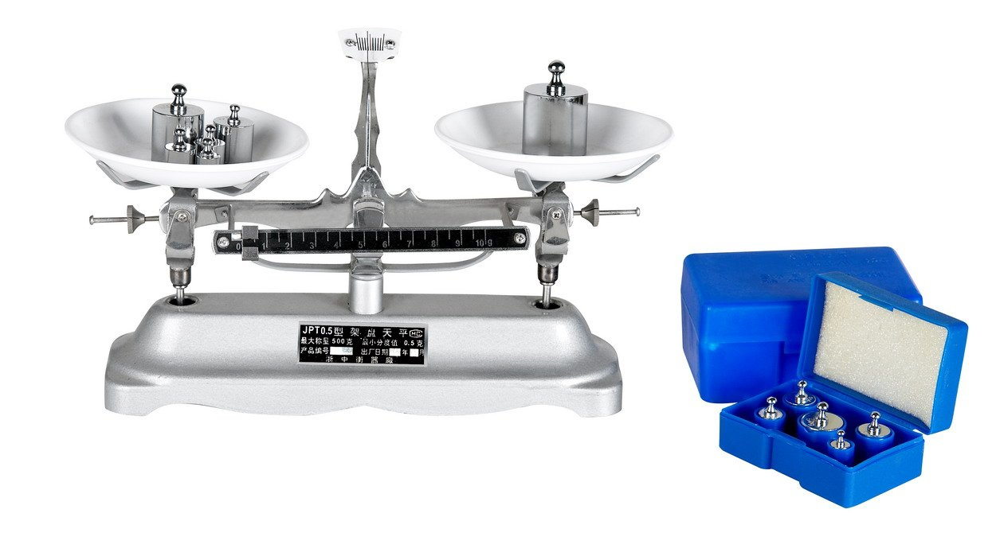 0 1 2 3 4 5 6 7 8 9 10 g
JPT0.5型 架盘天平 HC
最大称量 500克 最小分度值 0.5克
产品编号 出厂日期 年 月
浙中衡器廠